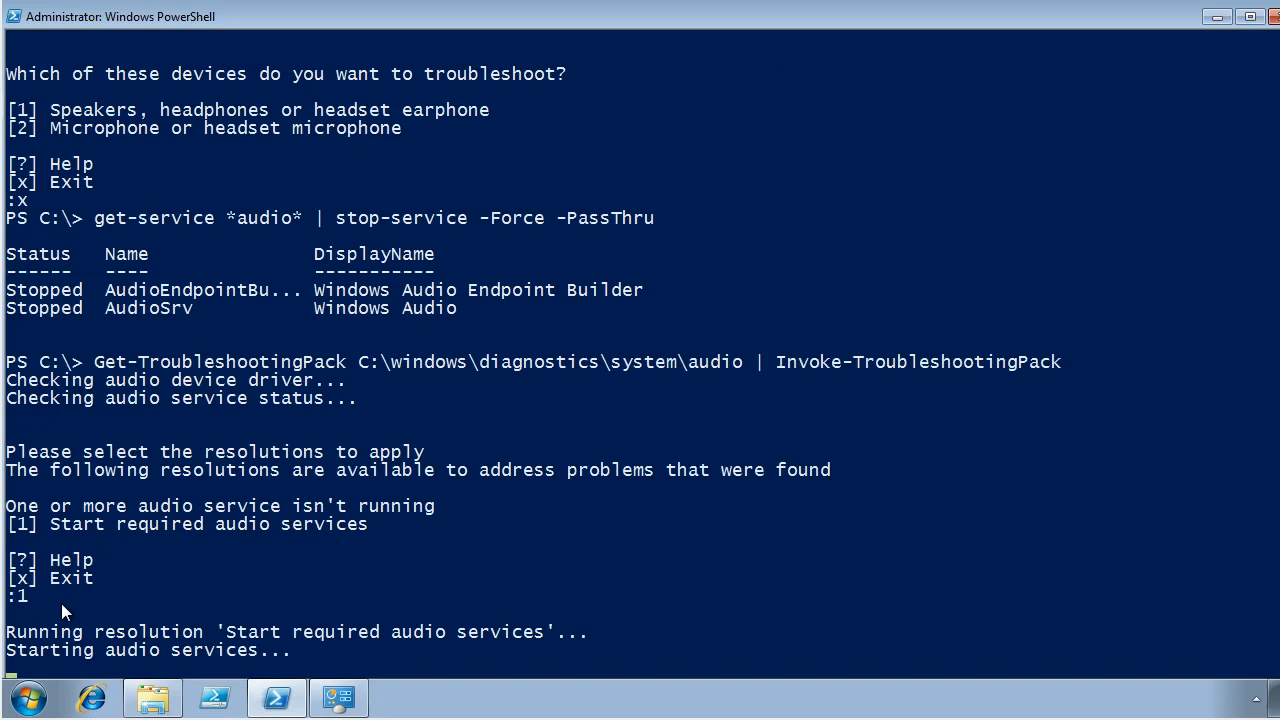 Administrator: Windows PowerShell
Which of these devices do you want to troubleshoot?
[1] Speakers, headphones or headset earphone
[2] Microphone or headset microphone
[?] Help
[x] Exit
:x
PS C:\> get-service *audio* | stop-service -Force -PassThru
Status   Name               DisplayName
------   ----               -----------
Stopped  AudioEndpointBu... Windows Audio Endpoint Builder
Stopped  AudioSrv           Windows Audio
PS C:\> Get-TroubleshootingPack C:\windows\diagnostics\system\audio | Invoke-TroubleshootingPack
Checking audio device driver...
Checking audio service status...
Please select the resolutions to apply
The following resolutions are available to address problems that were found
One or more audio service isn't running
[1] Start required audio services
[?] Help
[x] Exit
:1
Running resolution 'Start required audio services'...
Starting audio services...